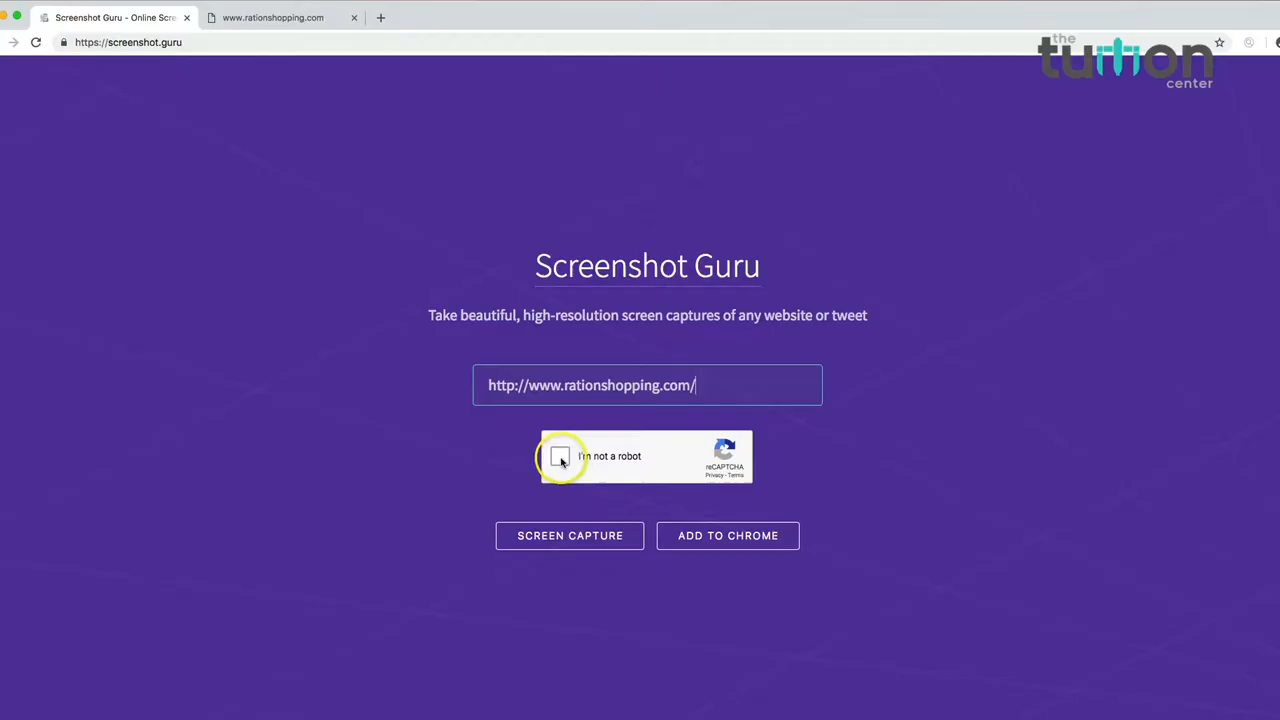 Screenshot Guru - Online Scre
www.rationshopping.com
https://screenshot.guru
the
tuition
center
Screenshot Guru
Take beautiful, high-resolution screen captures of any website or tweet
http://www.rationshopping.com/
I'm not a robot
reCAPTCHA
Privacy - Terms
SCREEN CAPTURE
ADD TO CHROME